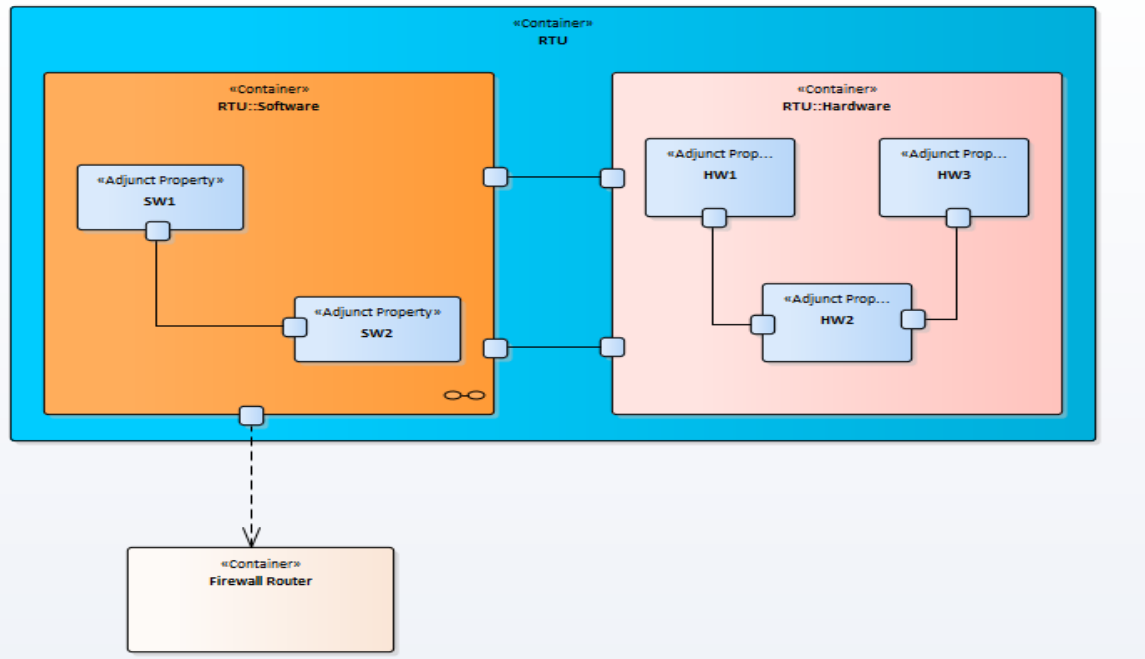 «Container»
RTU
«Container»
RTU::Software
«Container»
RTU::Hardware
«Adjunct Property»
SW1
«Adjunct Property»
SW2
«Adjunct Prop...
HW1
«Adjunct Prop...
HW3
«Adjunct Prop...
HW2
«Container»
Firewall Router